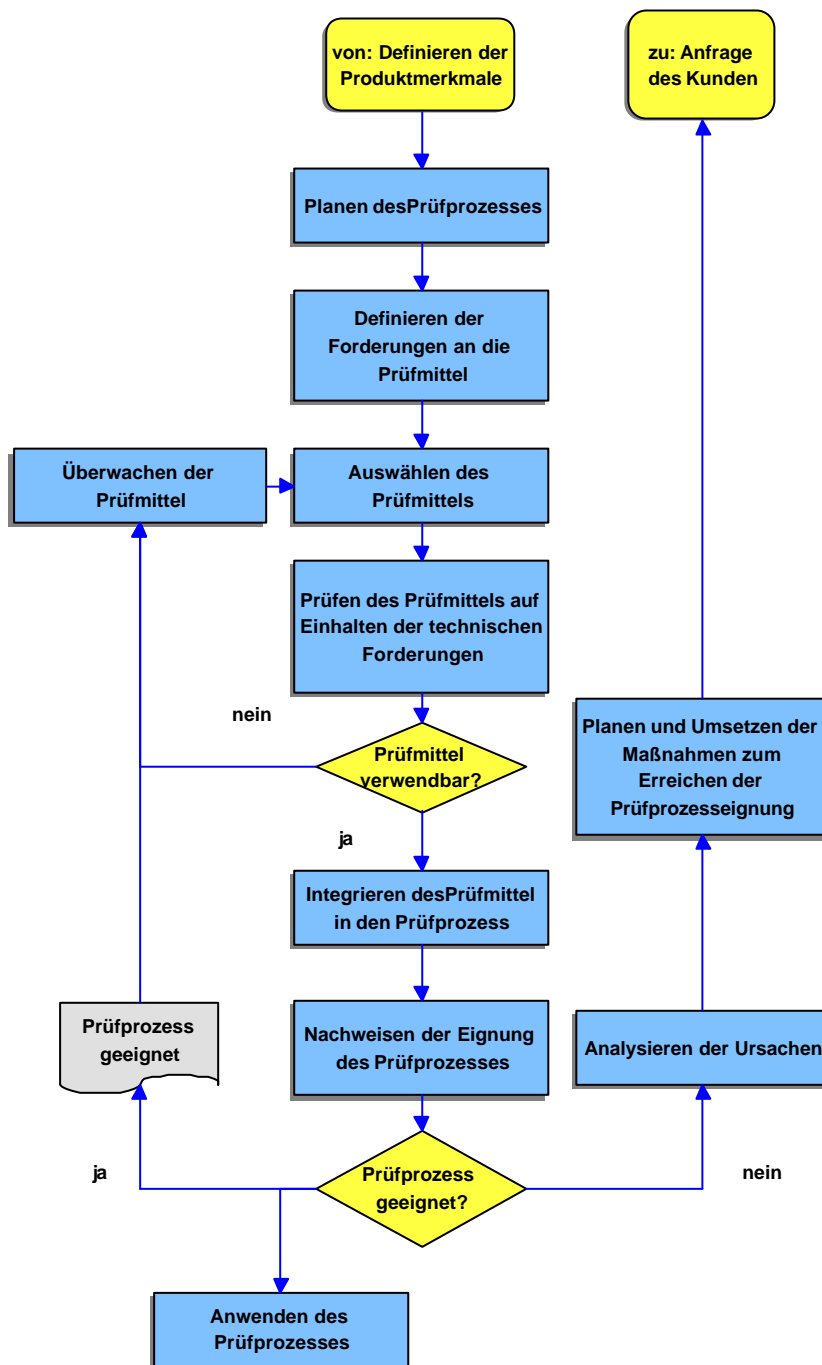 von: Definieren der
Produktmerkmale
zu: Anfrage
des Kunden
Planen desPrüfprozesses
Definieren der
Forderungen an die
Prüfmittel
Überwachen der
Prüfmittel
Auswählen des
Prüfmittels
Prüfen des Prüfmittels auf
Einhalten der technischen
Forderungen
nein
Prüfmittel
verwendbar?
Planen und Umsetzen der
Maßnahmen zum
Erreichen der
Prüfprozesseignung
ja
Integrieren desPrüfmittel
in den Prüfprozess
Prüfprozess
geeignet
Nachweisen der Eignung
des Prüfprozesses
Analysieren der Ursachen
ja
Prüfprozess
geeignet?
nein
Anwenden des
Prüfprozesses